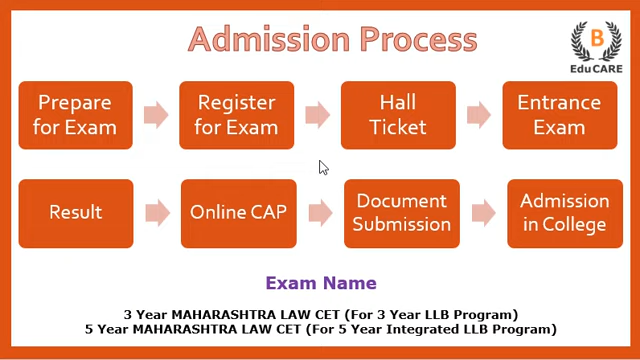 Admission Process
B
Edu CARE
Prepare
for Exam
Register
for Exam
Hall
Ticket
Entrance
Exam
Result
Online CAP
Document
Submission
Admission
in College
Exam Name
3 Year MAHARASHTRA LAW CET (For 3 Year LLB Program)
5 Year MAHARASHTRA LAW CET (For 5 Year Integrated LLB Program)